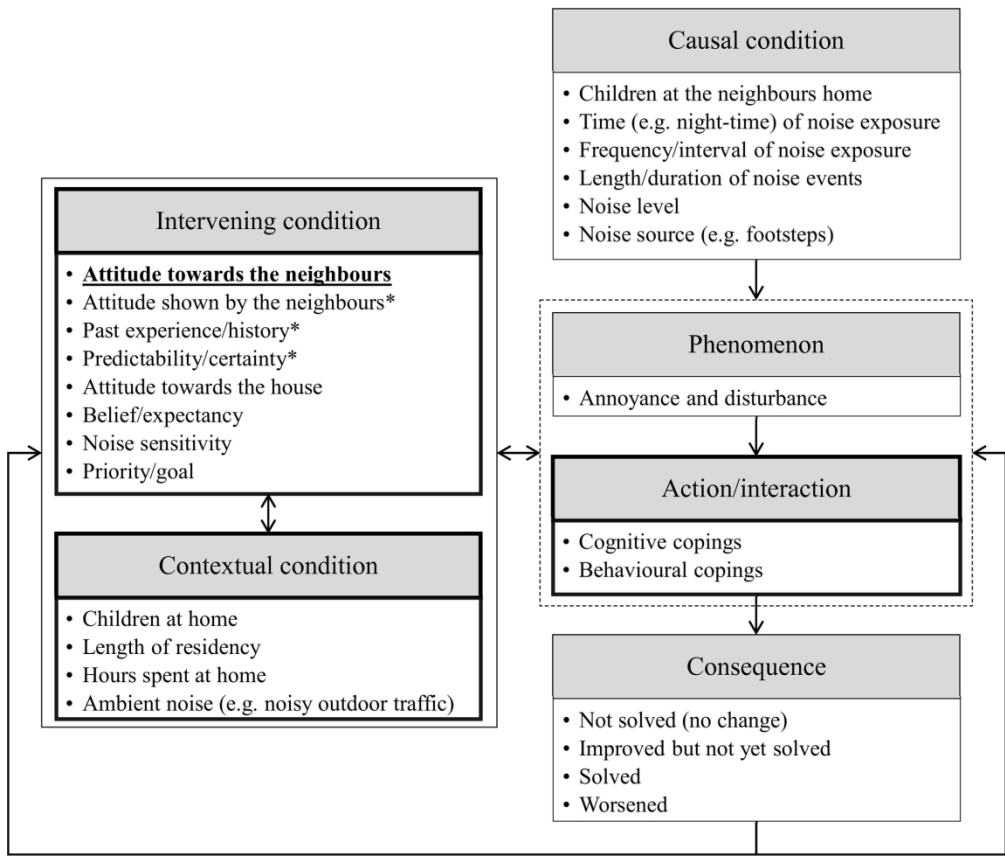 Causal condition
• Children at the neighbours home
• Time (e.g. night-time) of noise exposure
• Frequency/interval of noise exposure
• Length/duration of noise events
• Noise level
• Noise source (e.g. footsteps)
Intervening condition
• Attitude towards the neighbours
• Attitude shown by the neighbours*
• Past experience/history*
• Predictability/certainty*
• Attitude towards the house
• Belief/expectancy
• Noise sensitivity
• Priority/goal
Contextual condition
• Children at home
• Length of residency
• Hours spent at home
• Ambient noise (e.g. noisy outdoor traffic)
Phenomenon
• Annoyance and disturbance
Action/interaction
• Cognitive copings
• Behavioural copings
Consequence
• Not solved (no change)
• Improved but not yet solved
• Solved
• Worsened